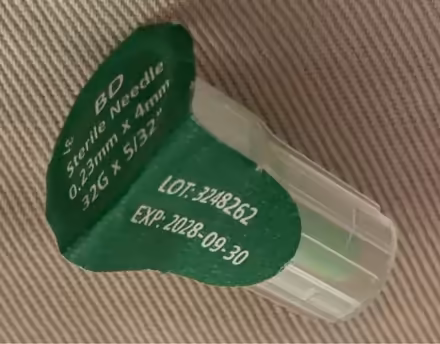 BD
Sterile Needle
0.23mm x 4mm
32G x 5/32"
LOT: 3248262
EXP: 2028-09-30